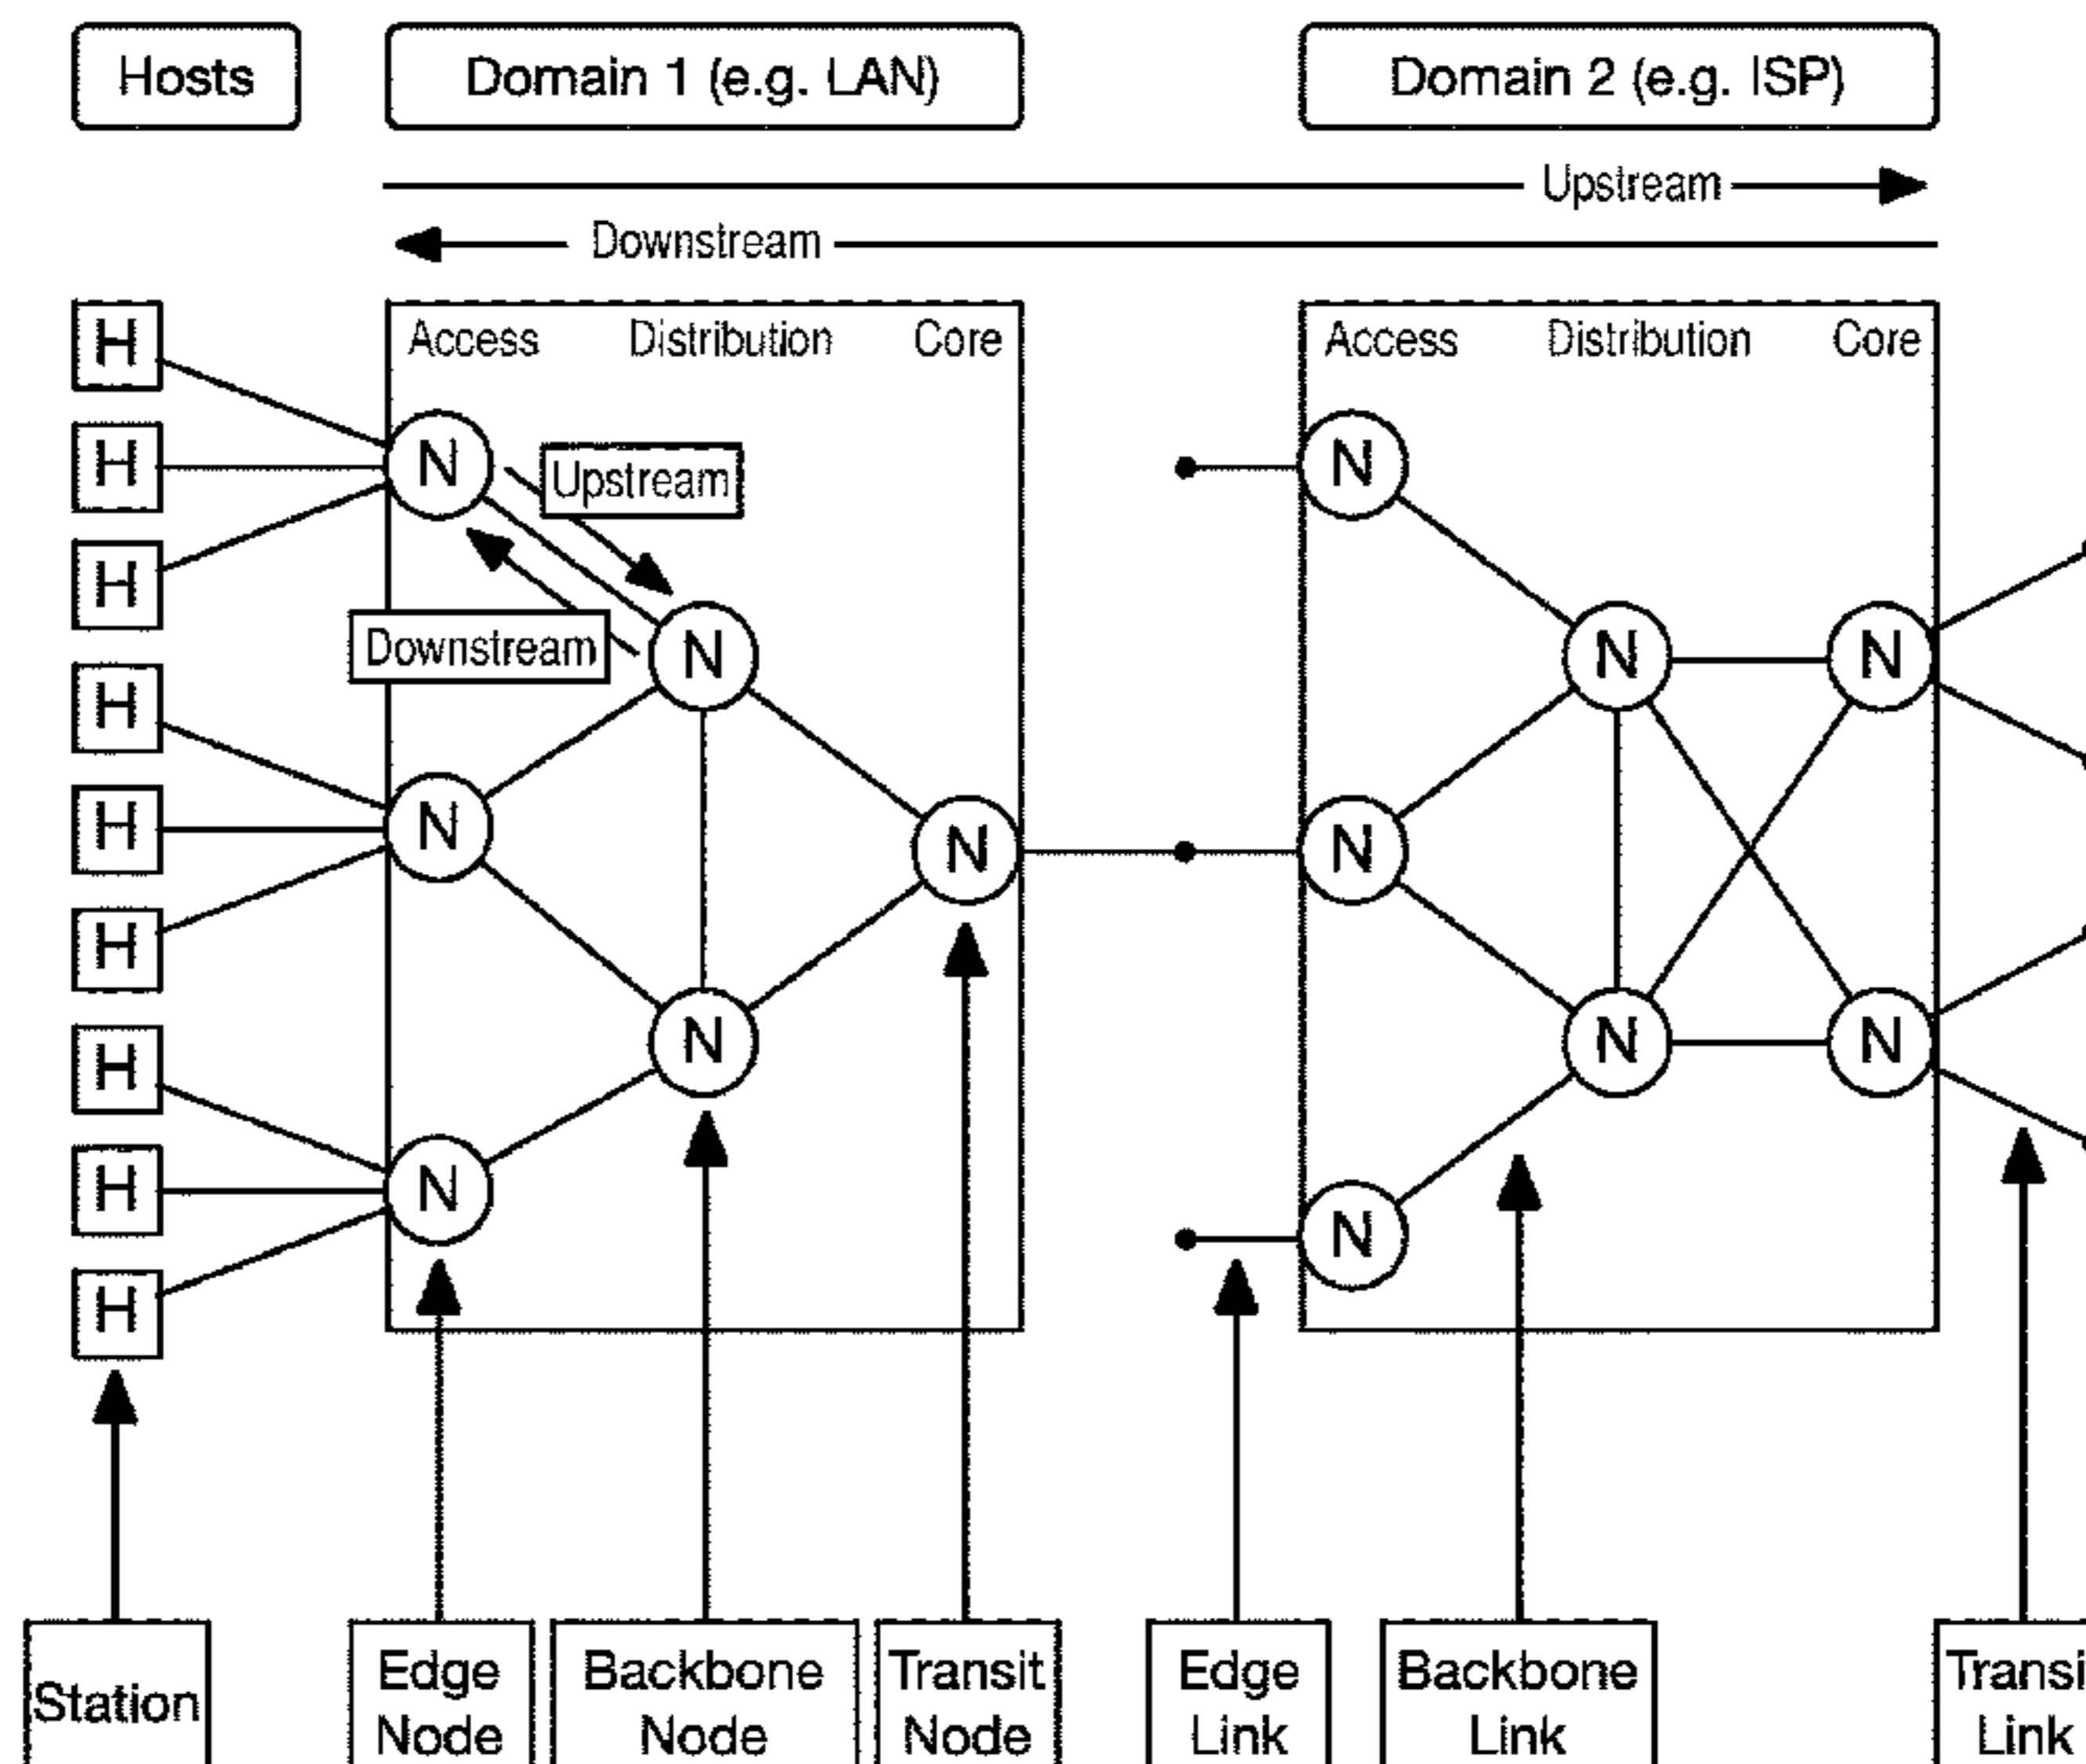 Hosts
Domain 1 (e.g. LAN)
Domain 2 (e.g. ISP)
Upstream
Downstream
Access Distribution Core
Access Distribution Core
H
H
H
H
H
H
H
H
H
N
N
N
N
N
N
Upstream
Downstream
N
N
N
N
N
N
N
Station
Edge
Node
Backbone
Node
Transit
Node
Edge
Link
Backbone
Link
Transi
Link